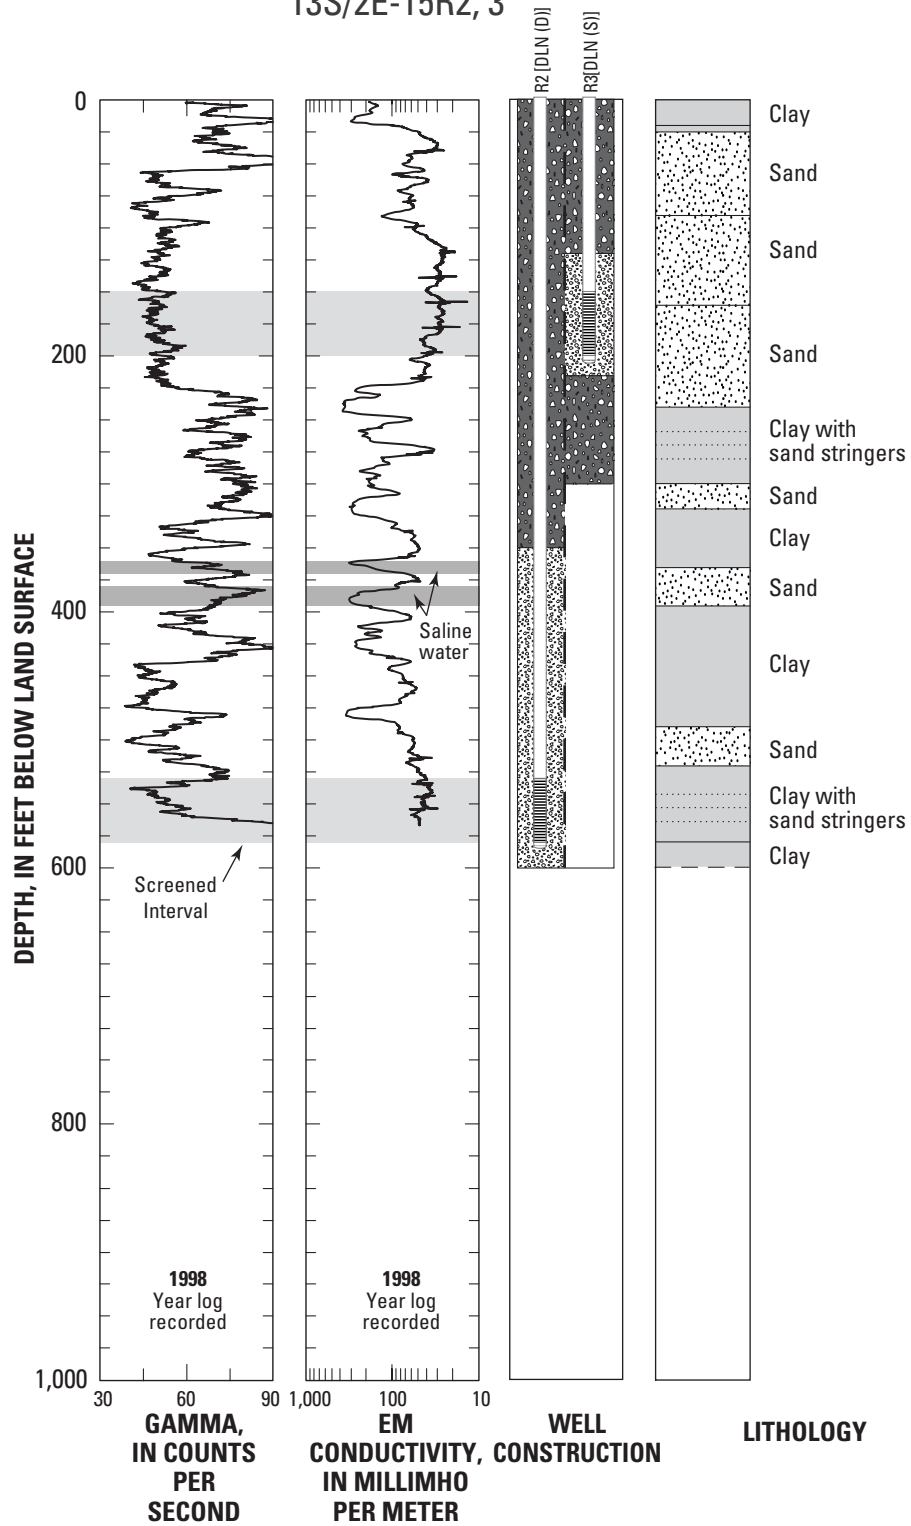 13S/2E-15R2, 3
R2 [DLN (D)]
R3[DLN (S)]
0
200
400
600
800
1,000
DEPTH, IN FEET BELOW LAND SURFACE
Saline
water
Screened
Interval
1998
Year log
recorded
1998
Year log
recorded
30 60 90
1,000 100 10
GAMMA,
IN COUNTS
PER
SECOND
EM
CONDUCTIVITY,
IN MILLIMHO
PER METER
WELL
CONSTRUCTION
LITHOLOGY
Clay
Sand
Sand
Sand
Clay with
sand stringers
Sand
Clay
Sand
Clay
Sand
Clay with
sand stringers
Clay